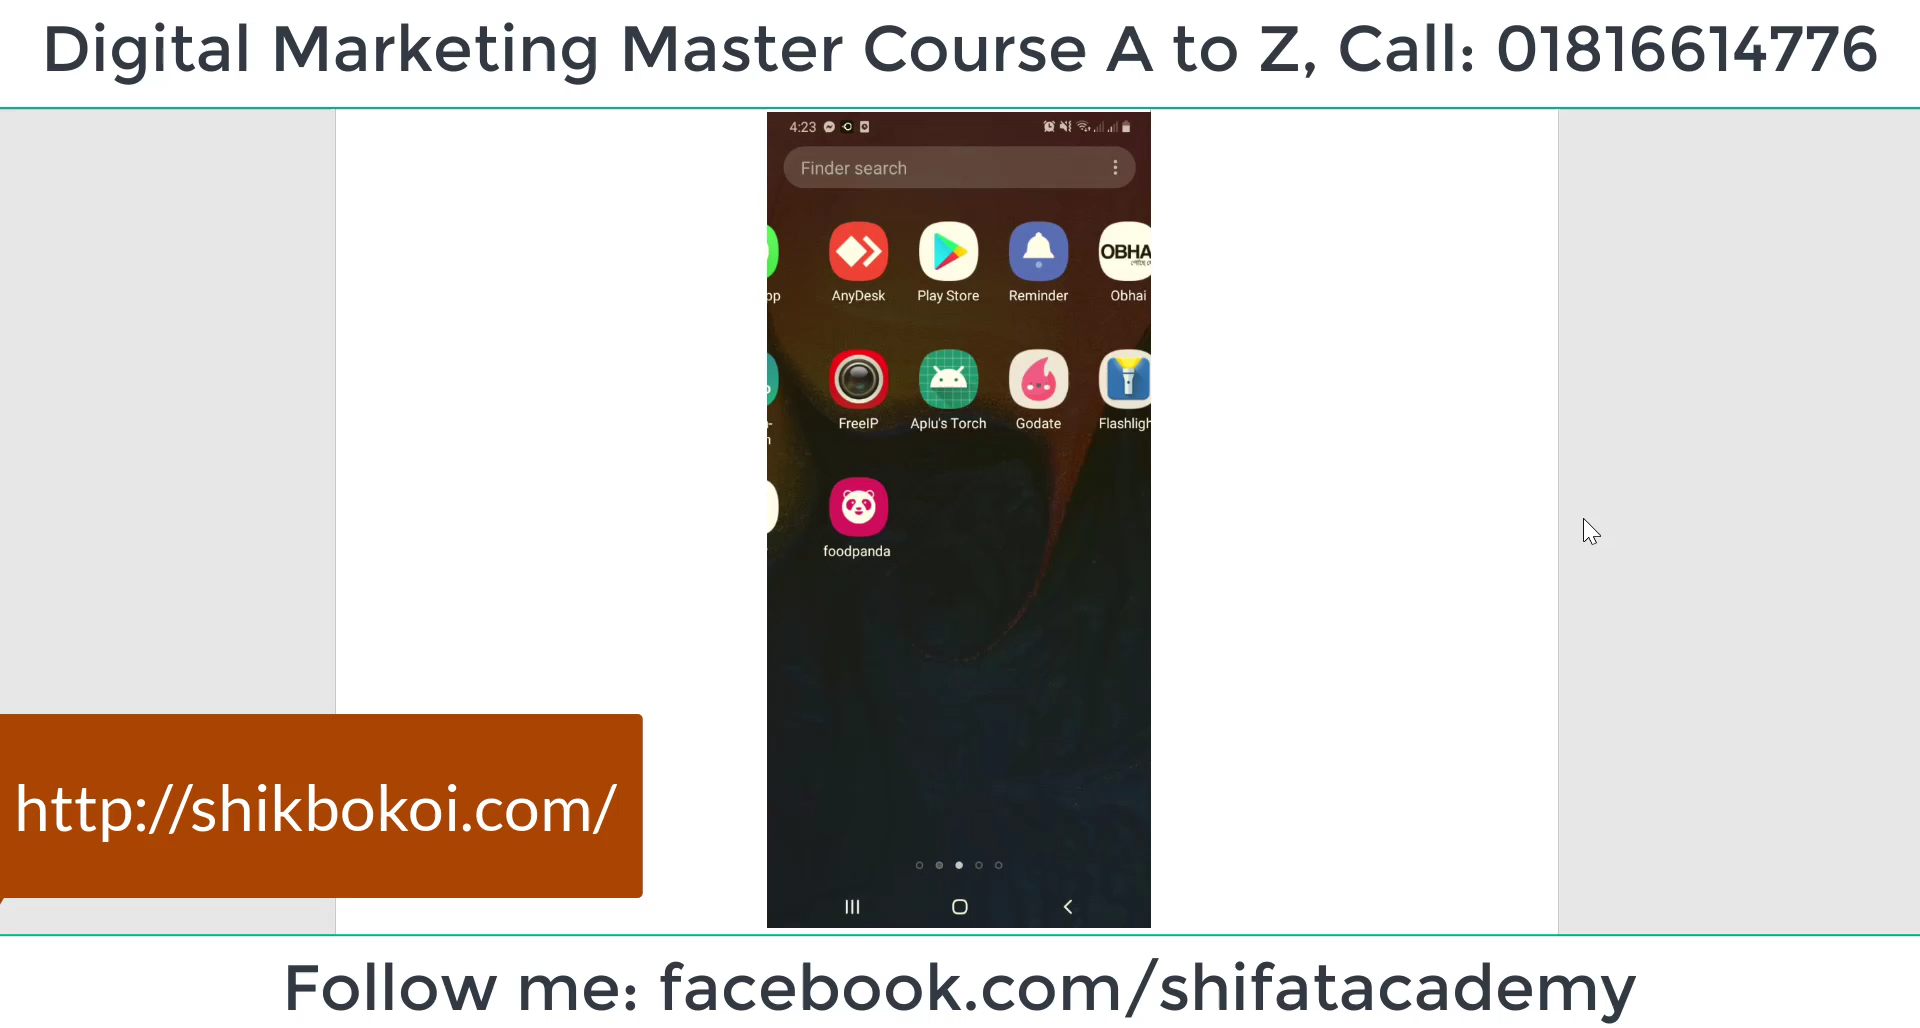 Digital Marketing Master Course A to Z, Call: 01816614776
4:23
Finder search
OBHA
AnyDesk
Play Store
Reminder
Obhai
FreeIP
Aplu's Torch
Godate
Flashligh
foodpanda
http://shikbokoi.com/
Follow me: facebook.com/shifatacademy